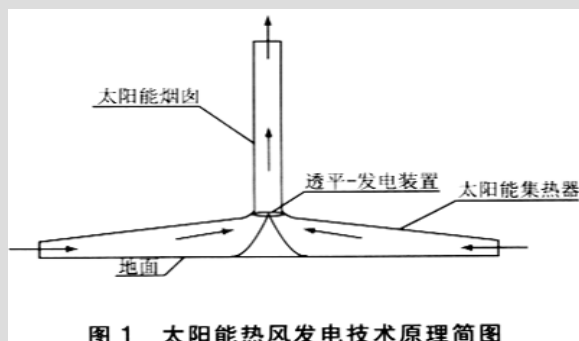 太阳能烟囱
透平-发电装置
太阳能集热器
地面
图 1 太阳能热风发电技术原理简图